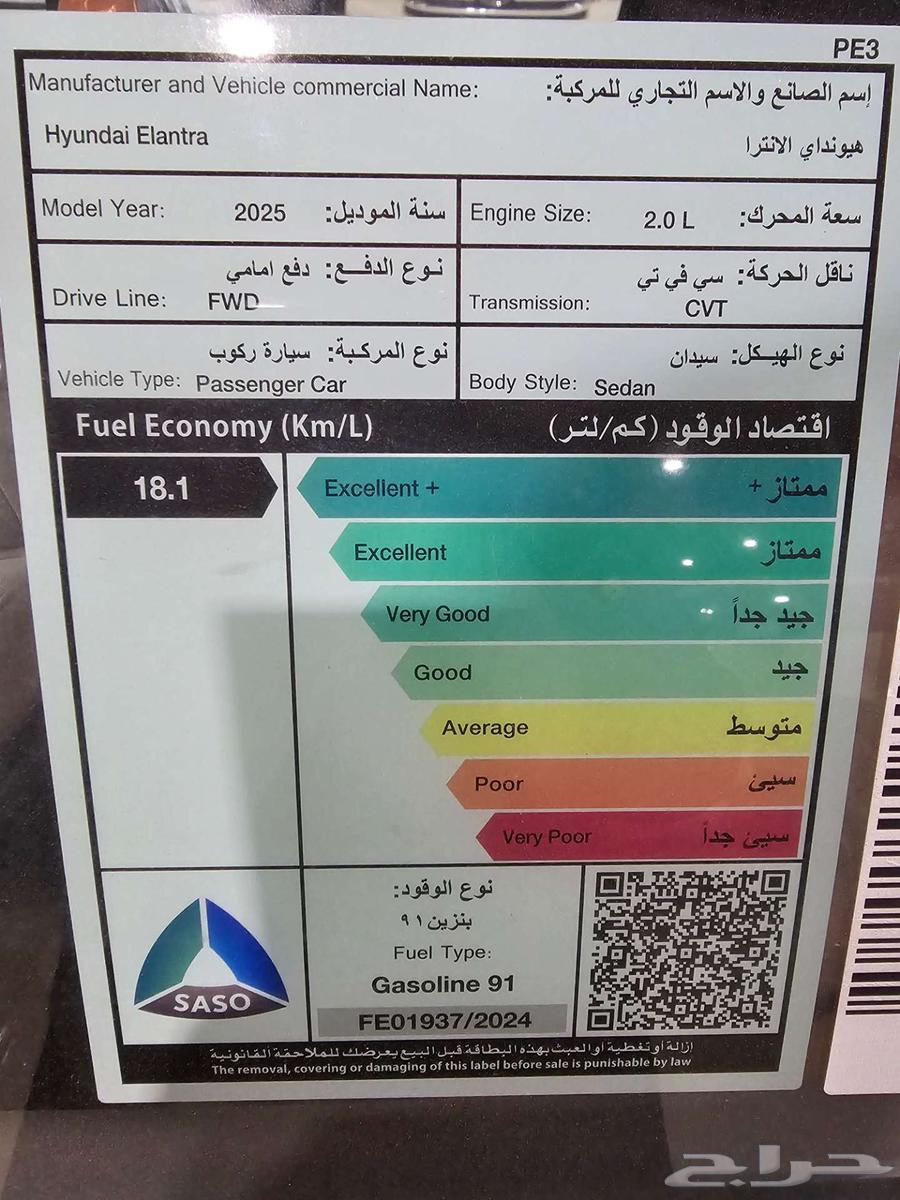 PE3
Manufacturer and Vehicle commercial Name: إسم الصانع والاسم التجاري للمركبة:
Hyundai Elantra هيونداي الانترا
Model Year: 2025 سنة الموديل:
Engine Size: 2.0 L سعة المحرك:
نوع الدفع: دفع امامي
Drive Line: FWD
ناقل الحركة: سي في تي
Transmission: CVT
نوع المركبة: سيارة ركوب
Vehicle Type: Passenger Car
نوع الهيكل: سيدان
Body Style: Sedan
Fuel Economy (Km/L) اقتصاد الوقود (كم/لتر)
18.1
Excellent + ممتاز +
Excellent ممتاز
Very Good جيد جداً
Good جيد
Average متوسط
Poor سيئ
Very Poor سيئ جداً
SASO
نوع الوقود:
بنزين ٩١
Fuel Type:
Gasoline 91
FE01937/2024
إزالة أو تغطية أو العبث بهذه البطاقة قبل البيع يعرضك للملاحقة القانونية
The removal, covering or damaging of this label before sale is punishable by law
حراج